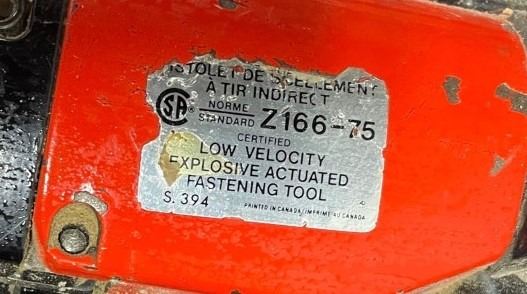 ISTOLET DE SCELLEMENT
A TIR INDIRECT
SA
NORME
STANDARD Z166-75
CERTIFIED
LOW VELOCITY
EXPLOSIVE ACTUATED
FASTENING TOOL
S. 394
PRINTED IN CANADA/IMPRIMÉ AU CANADA